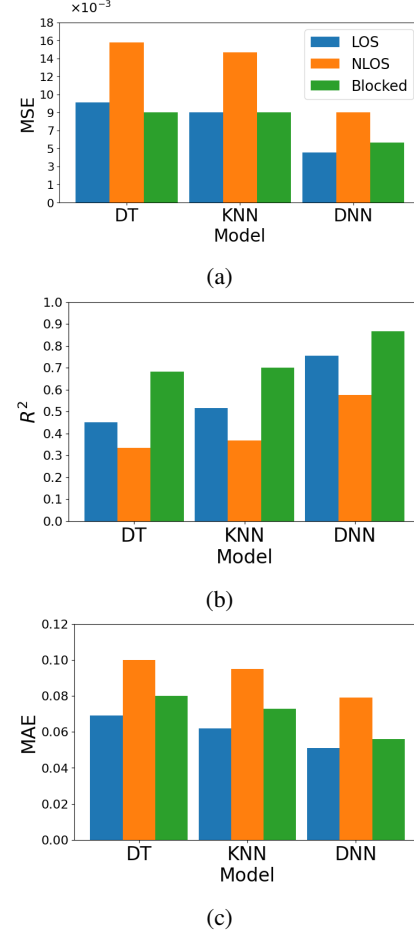 ×10⁻³
18
16
14
12
10
9
7
5
3
1
0
MSE
LOS
NLOS
Blocked
DT KNN DNN
Model
(a)
1.0
0.9
0.8
0.7
0.6
0.5
0.4
0.3
0.2
0.1
0.0
R²
DT KNN DNN
Model
(b)
0.12
0.10
0.08
0.06
0.04
0.02
0.00
MAE
DT KNN DNN
Model
(c)